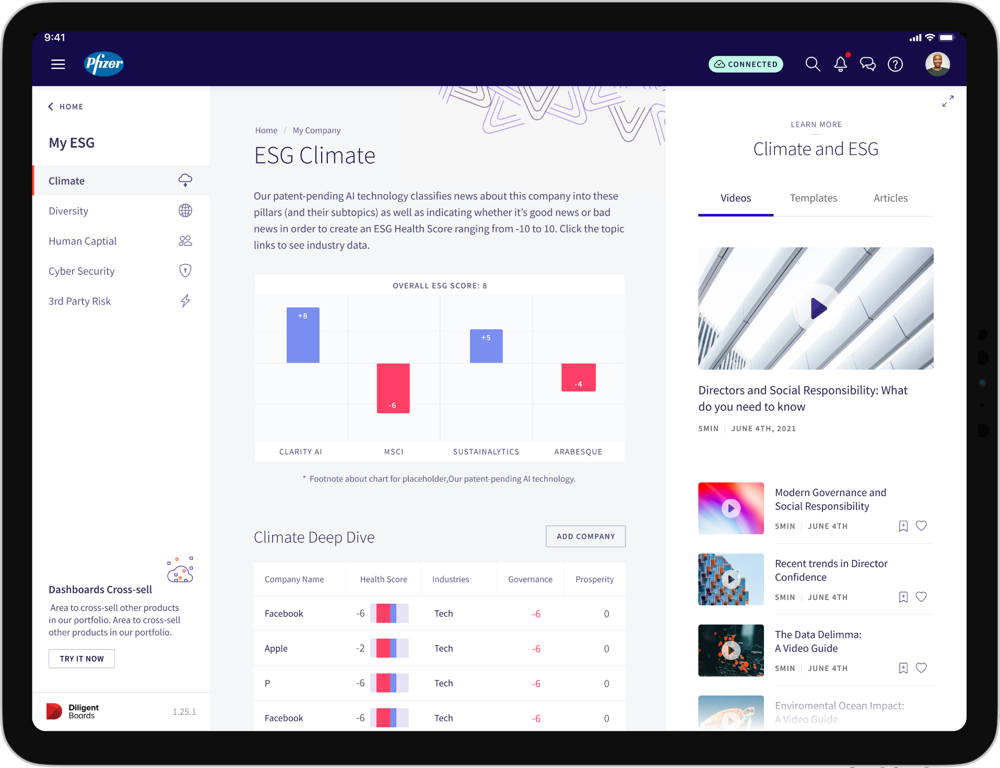 9:41
Pfizer
CONNECTED
HOME
My ESG
Climate
Diversity
Human Captial
Cyber Security
3rd Party Risk
Dashboards Cross-sell
Area to cross-sell other products
in our portfolio. Area to cross-sell
other products in our portfolio.
TRY IT NOW
Diligent
Boards
1.25.1
Home / My Company
ESG Climate
Our patent-pending AI technology classifies news about this company into these
pillars (and their subtopics) as well as indicating whether it’s good news or bad
news in order to create an ESG Health Score ranging from -10 to 10. Click the topic
links to see industry data.
OVERALL ESG SCORE: 8
+8
+5
-6
-4
CLARITY AI MSCI SUSTAINALYTICS ARABESQUE
* Footnote about chart for placeholder,Our patent-pending AI technology.
Climate Deep Dive
ADD COMPANY
Company Name Health Score Industries Governance Prosperity
Facebook -6 Tech -6 0
Apple -2 Tech -6 0
P -6 Tech -6 0
Facebook -6 Tech -6 0
LEARN MORE
Climate and ESG
Videos Templates Articles
Directors and Social Responsibility: What
do you need to know
5MIN | JUNE 4TH, 2021
Modern Governance and
Social Responsibility
5MIN | JUNE 4TH
Recent trends in Director
Confidence
5MIN | JUNE 4TH
The Data Delimma:
A Video Guide
5MIN | JUNE 4TH
Enviromental Ocean Impact:
A Video Guide